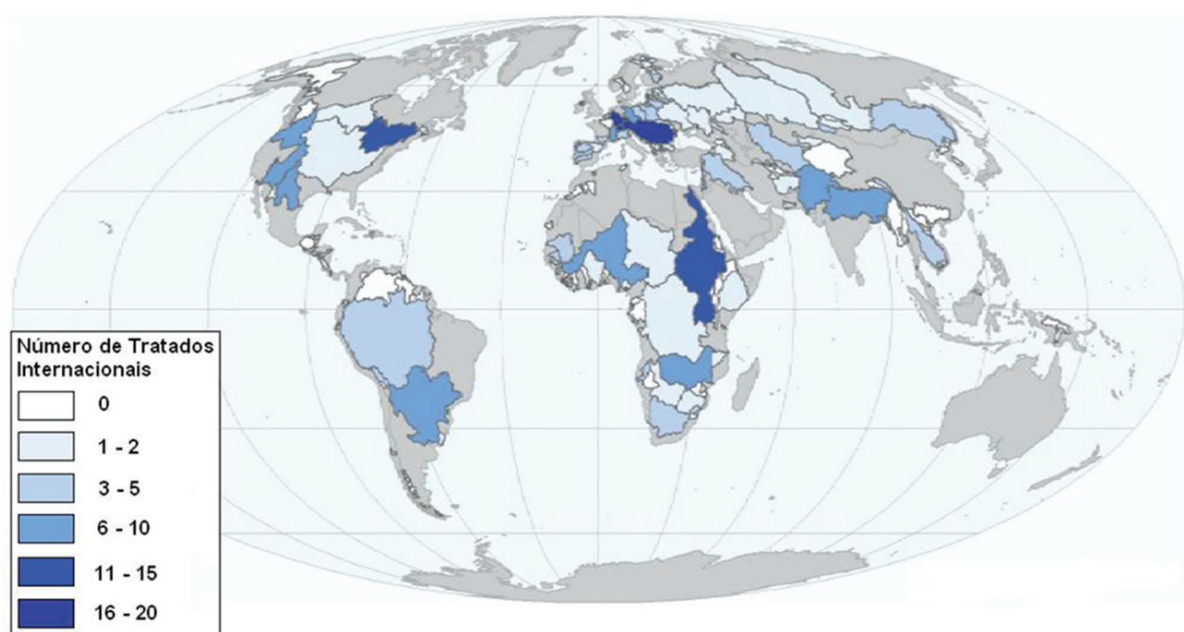 Número de Tratados
Internacionais
0
1 - 2
3 - 5
6 - 10
11 - 15
16 - 20